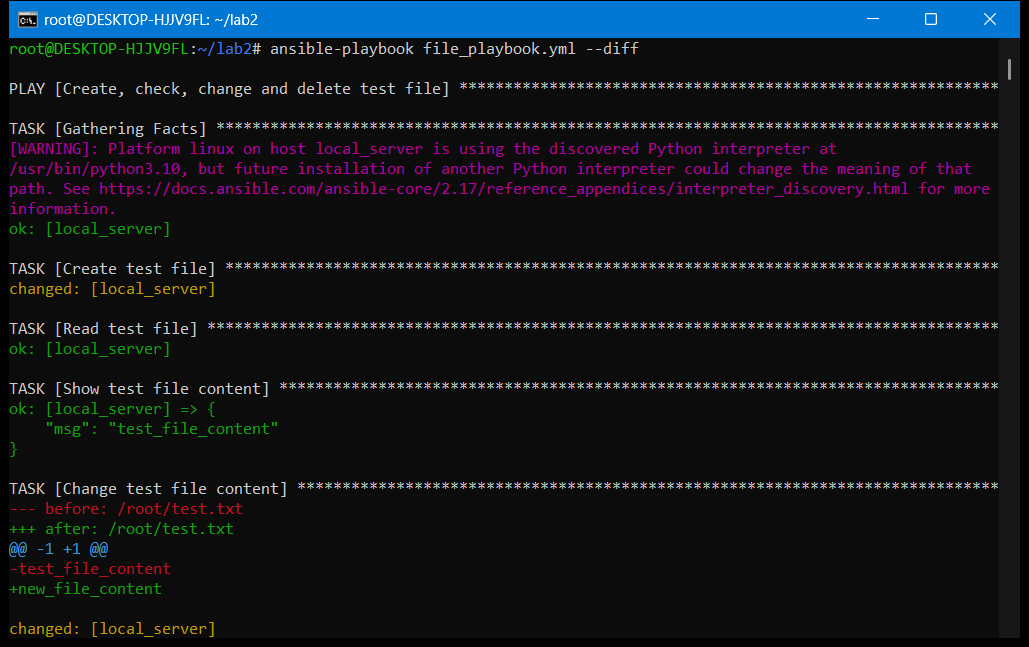 root@DESKTOP-HJJV9FL: ~/lab2
root@DESKTOP-HJJV9FL:~/lab2# ansible-playbook file_playbook.yml --diff
PLAY [Create, check, change and delete test file] ************************************************************
TASK [Gathering Facts] ***************************************************************************************
[WARNING]: Platform linux on host local_server is using the discovered Python interpreter at
/usr/bin/python3.10, but future installation of another Python interpreter could change the meaning of that
path. See https://docs.ansible.com/ansible-core/2.17/reference_appendices/interpreter_discovery.html for more
information.
ok: [local_server]
TASK [Create test file] **************************************************************************************
changed: [local_server]
TASK [Read test file] ****************************************************************************************
ok: [local_server]
TASK [Show test file content] ********************************************************************************
ok: [local_server] => {
    "msg": "test_file_content"
}
TASK [Change test file content] ******************************************************************************
--- before: /root/test.txt
+++ after: /root/test.txt
@@ -1 +1 @@
-test_file_content
+new_file_content
changed: [local_server]